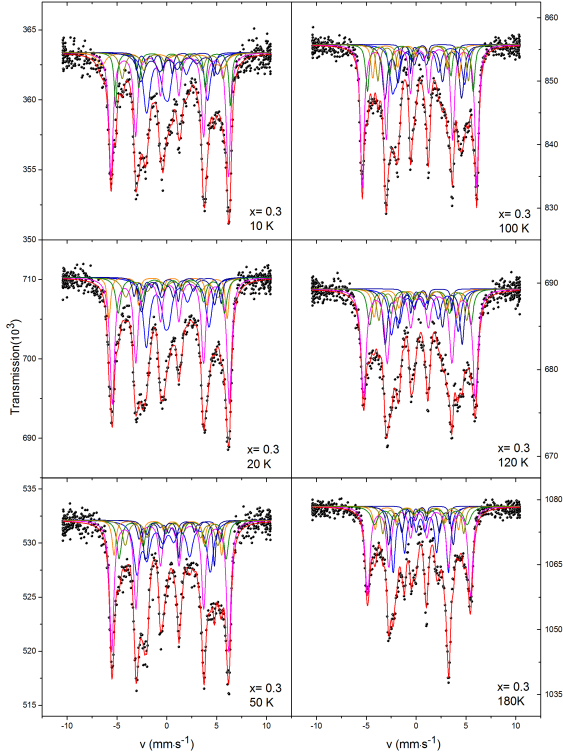 365
360
355
350
x= 0.3
10 K
860
850
840
830
x= 0.3
100 K
Transmission(10³)
710
700
690
x= 0.3
20 K
690
680
670
x= 0.3
120 K
535
530
525
520
515
x= 0.3
50 K
1080
1065
1050
1035
x= 0.3
180K
-10 -5 0 5 10
-10 -5 0 5 10
v (mm·s⁻¹)
v (mm·s⁻¹)